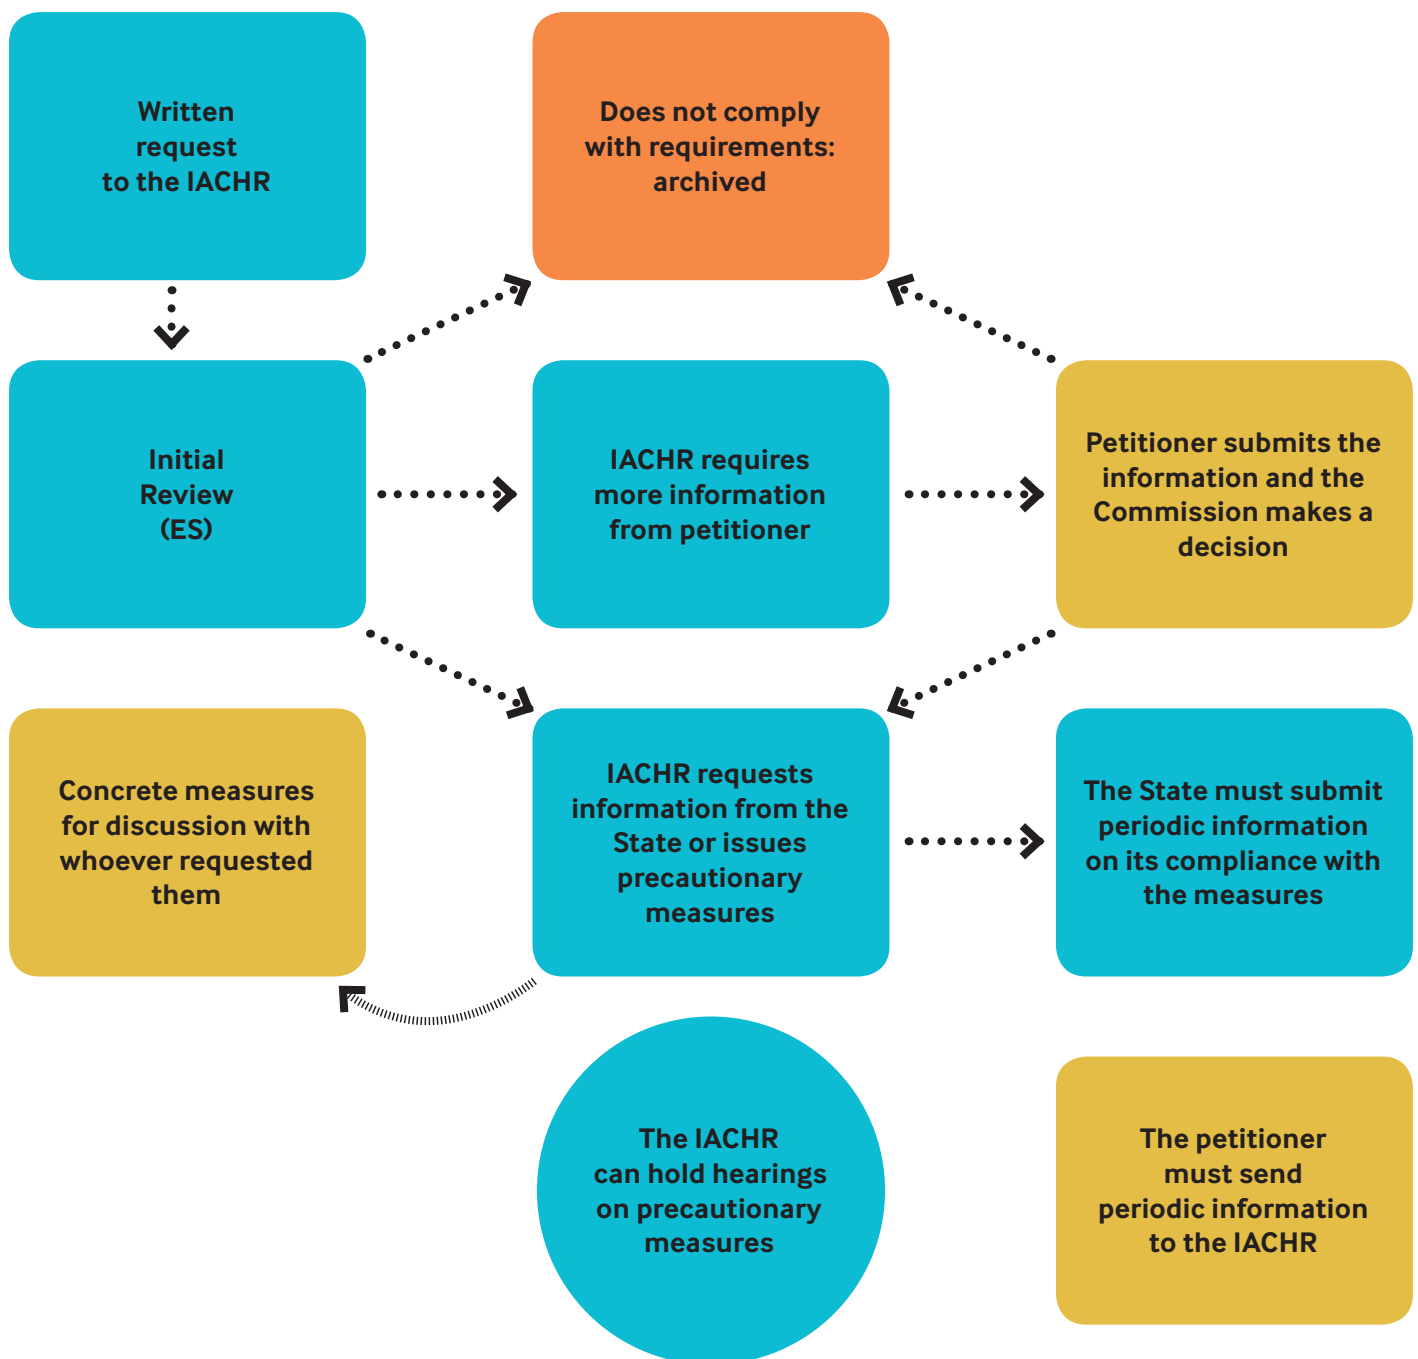 Written
request
to the IACHR
Does not comply
with requirements:
archived
Initial
Review
(ES)
IACHR requires
more information
from petitioner
Petitioner submits the
information and the
Commission makes a
decision
Concrete measures
for discussion with
whoever requested
them
IACHR requests
information from the
State or issues
precautionary
measures
The State must submit
periodic information
on its compliance with
the measures
The IACHR
can hold hearings
on precautionary
measures
The petitioner
must send
periodic information
to the IACHR